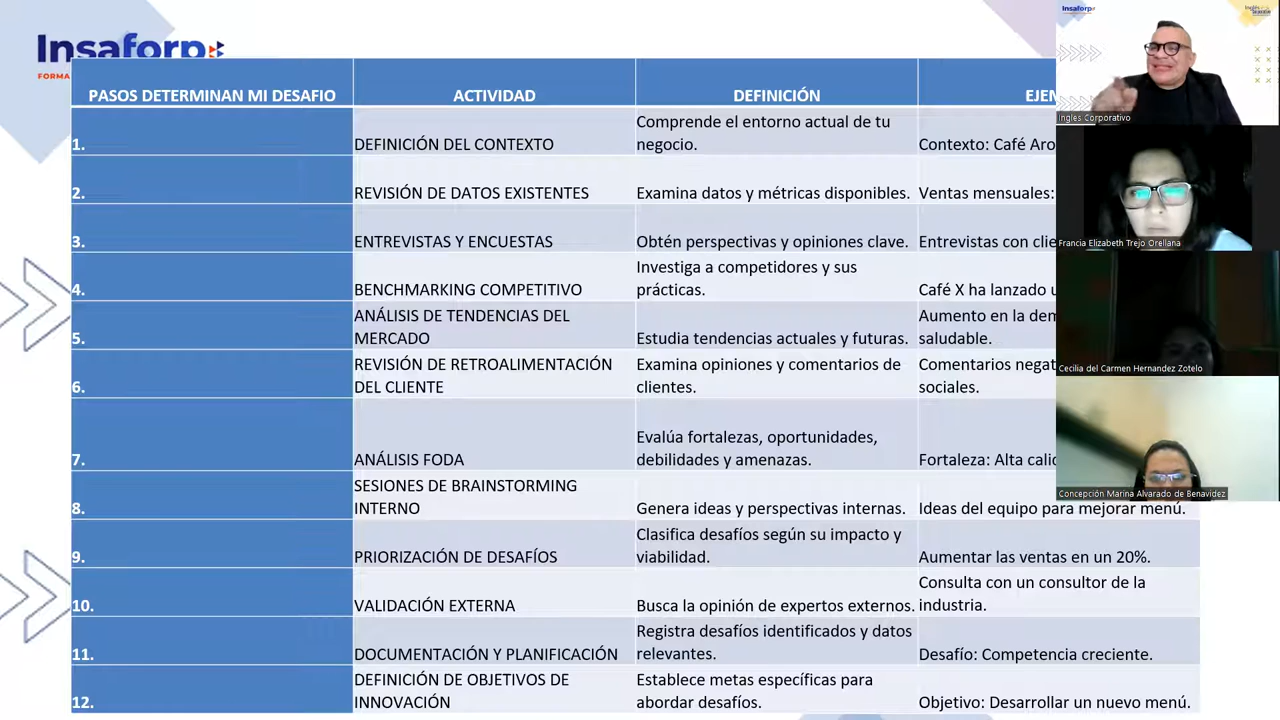 Insaforp
FORMA
PASOS DETERMINAN MI DESAFIO
ACTIVIDAD
DEFINICIÓN
EJEM
1.
DEFINICIÓN DEL CONTEXTO
Comprende el entorno actual de tu
negocio.
Contexto: Café Aro
2.
REVISIÓN DE DATOS EXISTENTES
Examina datos y métricas disponibles.
Ventas mensuales:
3.
ENTREVISTAS Y ENCUESTAS
Obtén perspectivas y opiniones clave.
Entrevistas con clie
4.
BENCHMARKING COMPETITIVO
Investiga a competidores y sus
prácticas.
Café X ha lanzado u
5.
ANÁLISIS DE TENDENCIAS DEL
MERCADO
Estudia tendencias actuales y futuras.
Aumento en la dem
saludable.
6.
REVISIÓN DE RETROALIMENTACIÓN
DEL CLIENTE
Examina opiniones y comentarios de
clientes.
Comentarios negat
sociales.
7.
ANÁLISIS FODA
Evalúa fortalezas, oportunidades,
debilidades y amenazas.
Fortaleza: Alta calid
8.
SESIONES DE BRAINSTORMING
INTERNO
Genera ideas y perspectivas internas.
Ideas del equipo para mejorar menú.
9.
PRIORIZACIÓN DE DESAFÍOS
Clasifica desafíos según su impacto y
viabilidad.
Aumentar las ventas en un 20%.
10.
VALIDACIÓN EXTERNA
Busca la opinión de expertos externos.
Consulta con un consultor de la
industria.
11.
DOCUMENTACIÓN Y PLANIFICACIÓN
Registra desafíos identificados y datos
relevantes.
Desafío: Competencia creciente.
12.
DEFINICIÓN DE OBJETIVOS DE
INNOVACIÓN
Establece metas específicas para
abordar desafíos.
Objetivo: Desarrollar un nuevo menú.
Insaforp
Ingles Corporativo
Francia Elizabeth Trejo Orellana
Cecilia del Carmen Hernandez Zotelo
Concepción Marina Alvarado de Benavidez